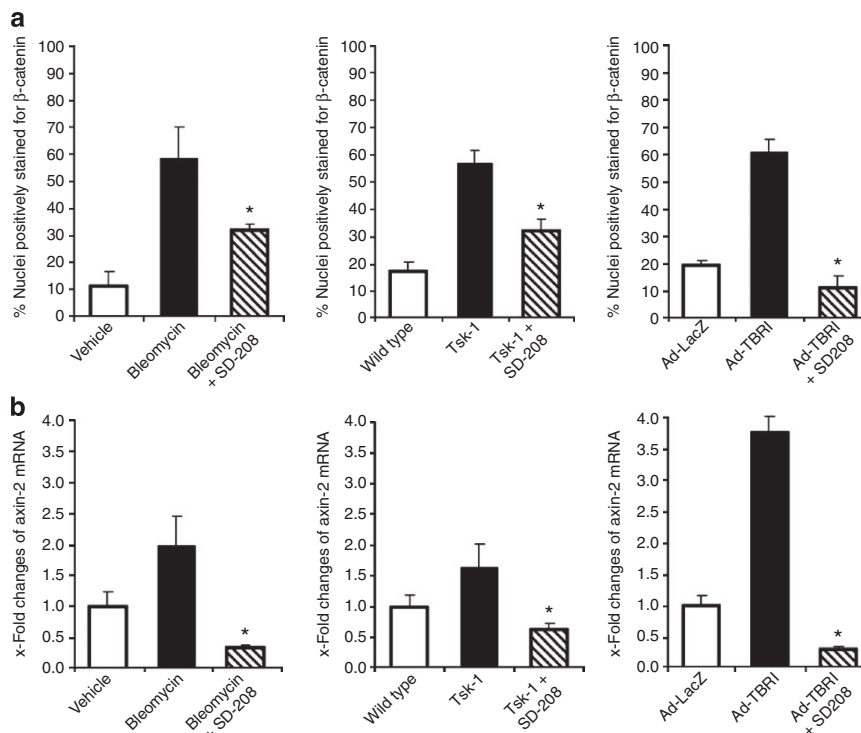 a
% Nuclei positively stained for β-catenin
100
90
80
70
60
50
40
30
20
10
0
*
Vehicle
Bleomycin
Bleomycin
+ SD-208
% Nuclei positively stained for β-catenin
100
90
80
70
60
50
40
30
20
10
0
*
Wild type
Tsk-1
Tsk-1 +
SD-208
% Nuclei positively stained for β-catenin
100
90
80
70
60
50
40
30
20
10
0
*
Ad-LacZ
Ad-TBRI
Ad-TBRI
+ SD208
b
x-Fold changes of axin-2 mRNA
4.0
3.5
3.0
2.5
2.0
1.5
1.0
0.5
0.0
*
Vehicle
Bleomycin
Bleomycin
+ SD-208
x-Fold changes of axin-2 mRNA
4.0
3.5
3.0
2.5
2.0
1.5
1.0
0.5
0.0
*
Wild type
Tsk-1
Tsk-1 +
SD-208
x-Fold changes of axin-2 mRNA
4.0
3.5
3.0
2.5
2.0
1.5
1.0
0.5
0.0
*
Ad-LacZ
Ad-TBRI
Ad-TBRI
+ SD208